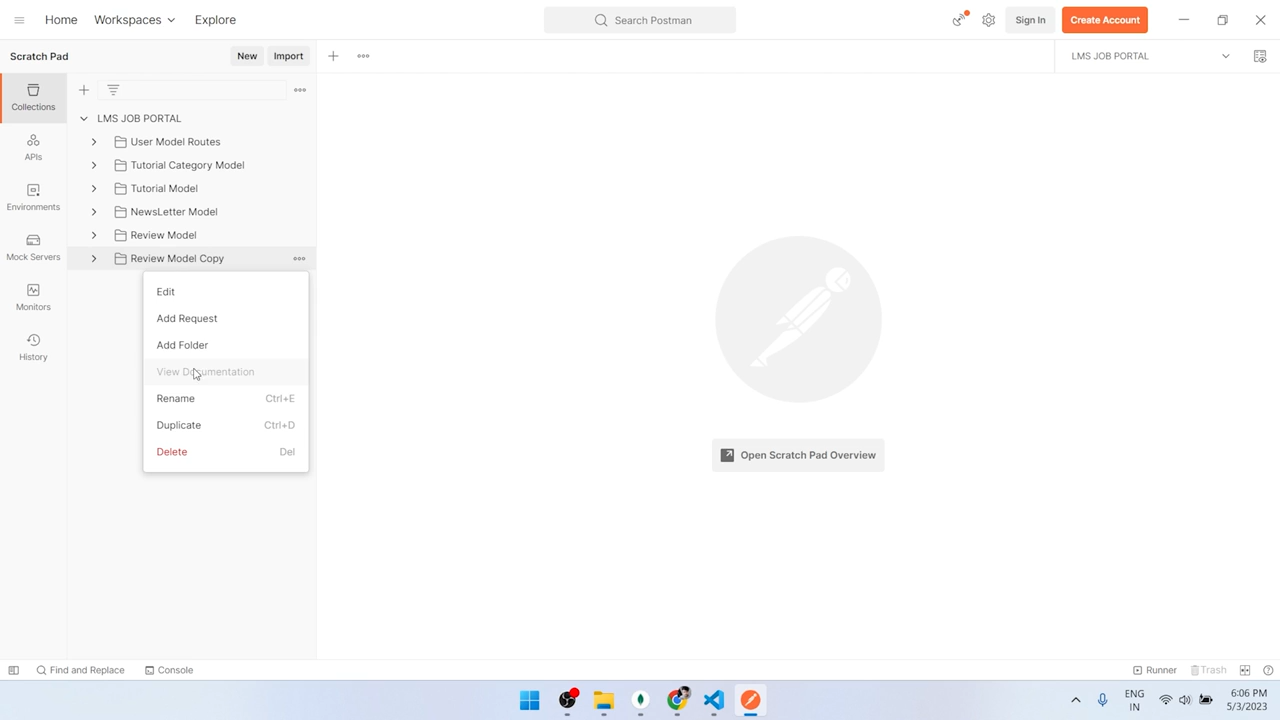 Home Workspaces Explore
Search Postman
Sign In
Create Account
Scratch Pad
New
Import
LMS JOB PORTAL
Collections
APIs
Environments
Mock Servers
Monitors
History
LMS JOB PORTAL
User Model Routes
Tutorial Category Model
Tutorial Model
NewsLetter Model
Review Model
Review Model Copy
Edit
Add Request
Add Folder
View Documentation
Rename Ctrl+E
Duplicate Ctrl+D
Delete Del
Open Scratch Pad Overview
Find and Replace
Console
Runner
Trash
ENG
IN
6:06 PM
5/3/2023